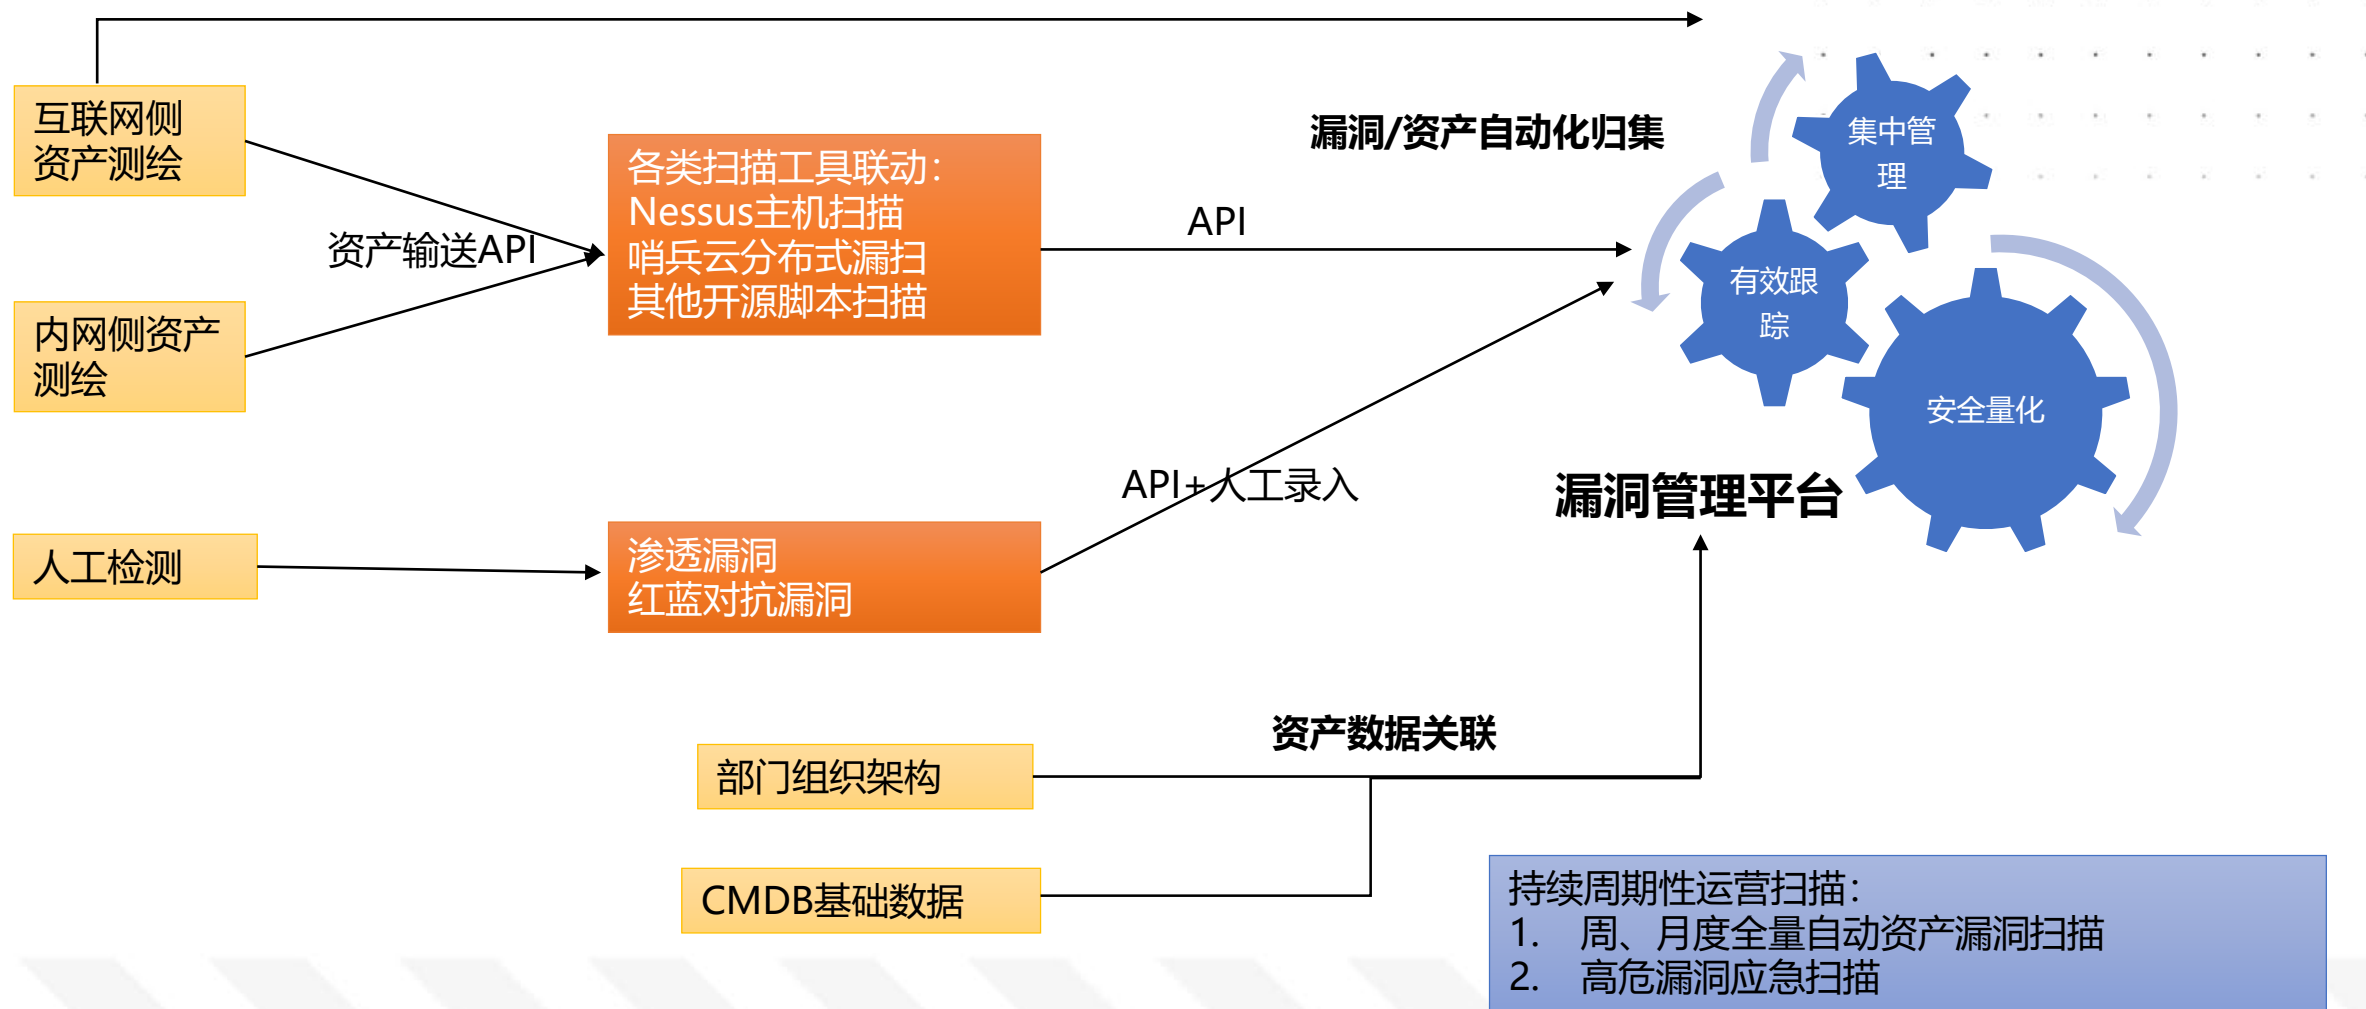 互联网侧
资产测绘
内网侧资产
测绘
人工检测
资产输送API
各类扫描工具联动：
Nessus主机扫描
哨兵云分布式漏扫
其他开源脚本扫描
渗透漏洞
红蓝对抗漏洞
API
API+人工录入
漏洞/资产自动化归集
集中管
理
有效跟
踪
安全量化
漏洞管理平台
资产数据关联
部门组织架构
CMDB基础数据
持续周期性运营扫描：
1. 周、月度全量自动资产漏洞扫描
2. 高危漏洞应急扫描